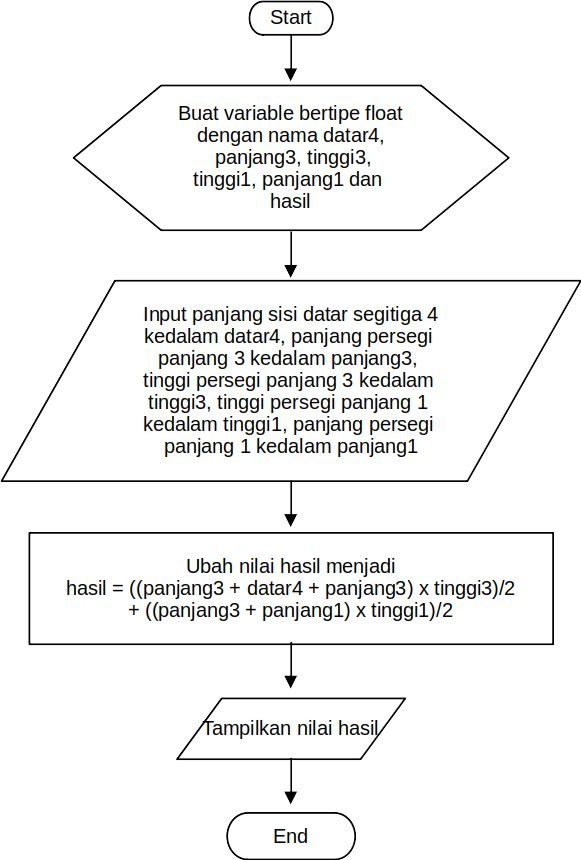 Start
Buat variable bertipe float
dengan nama datar4,
panjang3, tinggi3,
tinggi1, panjang1 dan
hasil
Input panjang sisi datar segitiga 4
kedalam datar4, panjang persegi
panjang 3 kedalam panjang3,
tinggi persegi panjang 3 kedalam
tinggi3, tinggi persegi panjang 1
kedalam tinggi1, panjang persegi
panjang 1 kedalam panjang1
Ubah nilai hasil menjadi
hasil = ((panjang3 + datar4 + panjang3) x tinggi3)/2
+ ((panjang3 + panjang1) x tinggi1)/2
Tampilkan nilai hasil
End